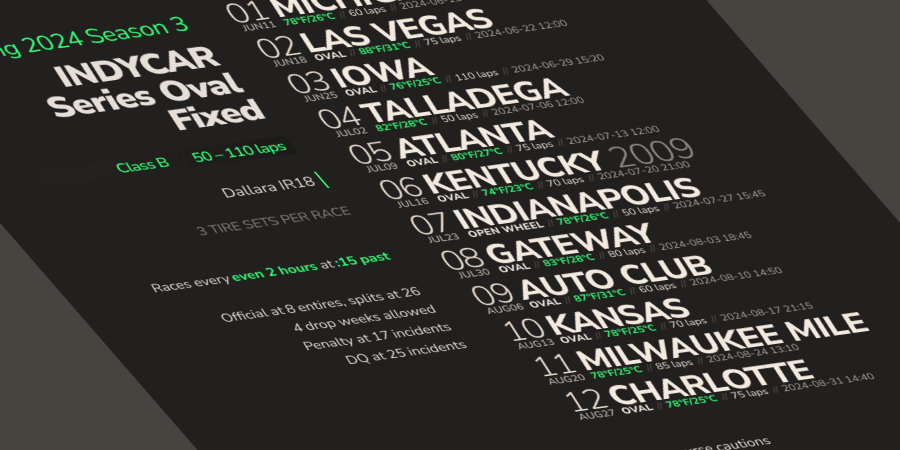 2024 Season 3
INDYCAR
Series Oval
Fixed
Class B 50–110 laps
Dallara IR18
3 TIRE SETS PER RACE
Races every even 2 hours at :15 past
Official at 8 entires, splits at 26
4 drop weeks allowed
Penalty at 17 incidents
DQ at 25 incidents
01
JUN11 78°F/26°C // 60 laps //
02 LAS VEGAS
JUN18 OVAL // 88°F/31°C // 75 laps // 2024-06-22 12:00
03 IOWA
JUN25 OVAL // 76°F/25°C // 110 laps // 2024-06-29 15:20
04 TALLADEGA
JUL02 82°F/28°C // 50 laps // 2024-07-06 12:00
05 ATLANTA
JUL09 OVAL // 80°F/27°C // 75 laps // 2024-07-13 12:00
06 KENTUCKY 2009
JUL16 OVAL // 74°F/23°C // 70 laps // 2024-07-20 21:00
07 INDIANAPOLIS
JUL23 OPEN WHEEL // 78°F/26°C // 50 laps // 2024-07-27 15:45
08 GATEWAY
JUL30 OVAL // 83°F/28°C // 80 laps // 2024-08-03 18:45
09 AUTO CLUB
AUG06 OVAL // 87°F/31°C // 60 laps // 2024-08-10 14:50
10 KANSAS
AUG13 OVAL // 78°F/25°C // 70 laps // 2024-08-17 21:15
11 MILWAUKEE MILE
AUG20 78°F/25°C // 85 laps // 2024-08-24 13:10
12 CHARLOTTE
AUG27 OVAL // 78°F/25°C // 75 laps // 2024-08-31 14:40
cautions